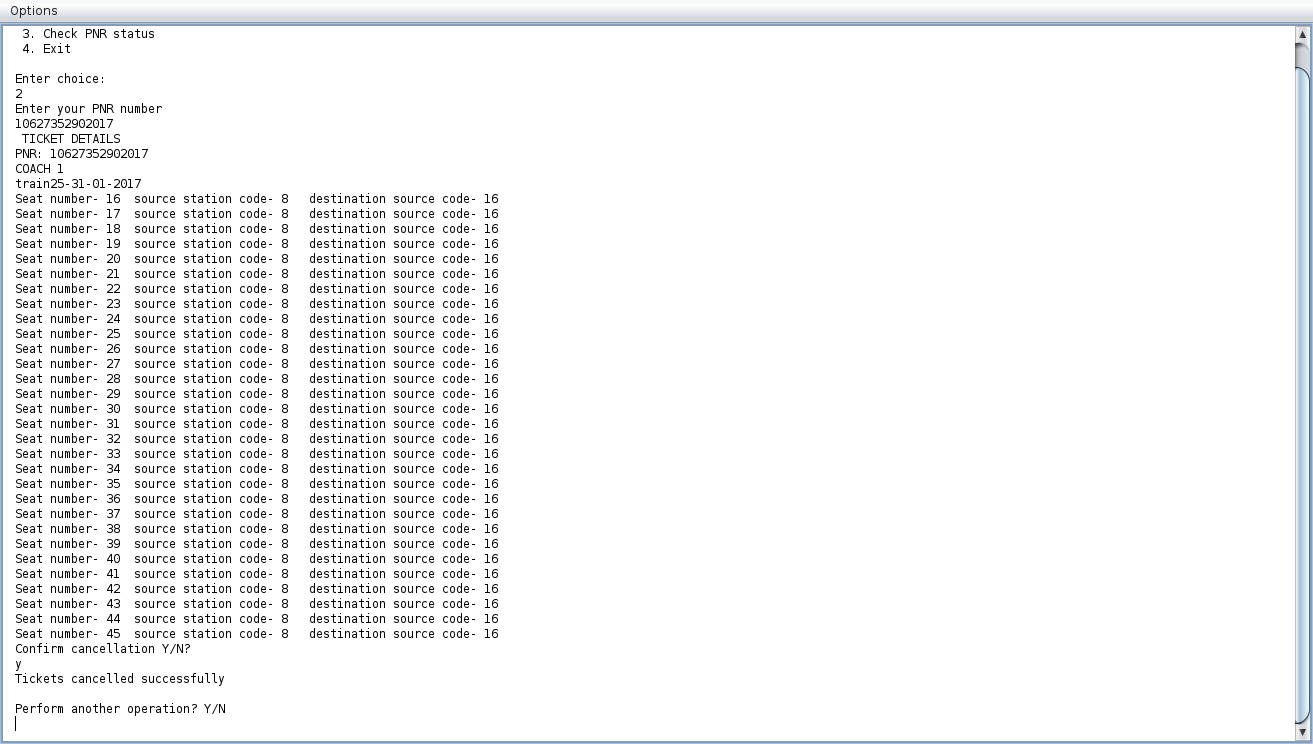 Options
3. Check PNR status
4. Exit
Enter choice:
2
Enter your PNR number
10627352902017
TICKET DETAILS
PNR: 10627352902017
COACH 1
train25-31-01-2017
Seat number- 16  source station code- 8   destination source code- 16
Seat number- 17  source station code- 8   destination source code- 16
Seat number- 18  source station code- 8   destination source code- 16
Seat number- 19  source station code- 8   destination source code- 16
Seat number- 20  source station code- 8   destination source code- 16
Seat number- 21  source station code- 8   destination source code- 16
Seat number- 22  source station code- 8   destination source code- 16
Seat number- 23  source station code- 8   destination source code- 16
Seat number- 24  source station code- 8   destination source code- 16
Seat number- 25  source station code- 8   destination source code- 16
Seat number- 26  source station code- 8   destination source code- 16
Seat number- 27  source station code- 8   destination source code- 16
Seat number- 28  source station code- 8   destination source code- 16
Seat number- 29  source station code- 8   destination source code- 16
Seat number- 30  source station code- 8   destination source code- 16
Seat number- 31  source station code- 8   destination source code- 16
Seat number- 32  source station code- 8   destination source code- 16
Seat number- 33  source station code- 8   destination source code- 16
Seat number- 34  source station code- 8   destination source code- 16
Seat number- 35  source station code- 8   destination source code- 16
Seat number- 36  source station code- 8   destination source code- 16
Seat number- 37  source station code- 8   destination source code- 16
Seat number- 38  source station code- 8   destination source code- 16
Seat number- 39  source station code- 8   destination source code- 16
Seat number- 40  source station code- 8   destination source code- 16
Seat number- 41  source station code- 8   destination source code- 16
Seat number- 42  source station code- 8   destination source code- 16
Seat number- 43  source station code- 8   destination source code- 16
Seat number- 44  source station code- 8   destination source code- 16
Seat number- 45  source station code- 8   destination source code- 16
Confirm cancellation Y/N?
y
Tickets cancelled successfully
Perform another operation? Y/N